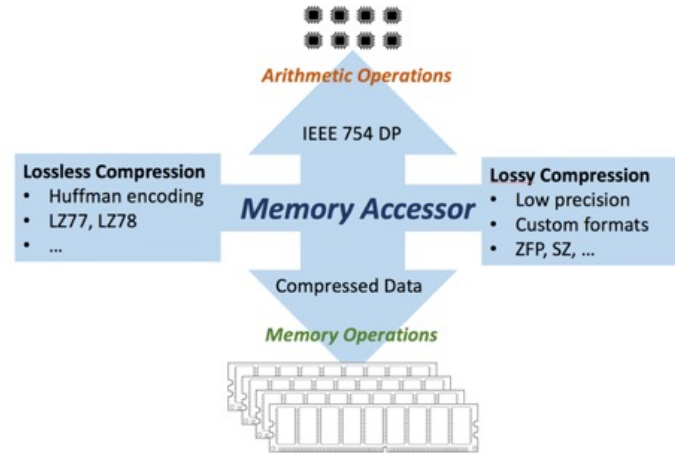 Arithmetic Operations
IEEE 754 DP
Lossless Compression
• Huffman encoding
• LZ77, LZ78
• ...
Memory Accessor
Lossy Compression
• Low precision
• Custom formats
• ZFP, SZ, ...
Compressed Data
Memory Operations